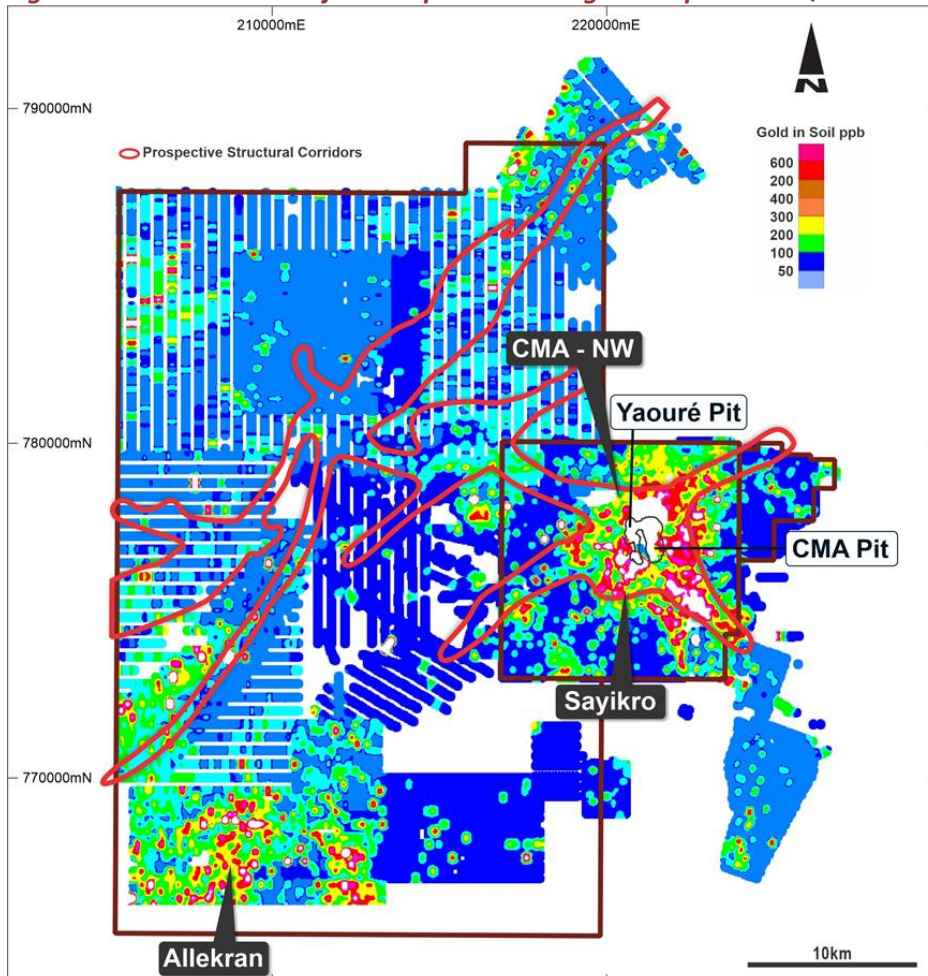 210000mE
220000mE
790000mN
N
Prospective Structural Corridors
Gold in Soil ppb
600
200
400
300
200
100
50
CMA - NW
Yaouré Pit
780000mN
CMA Pit
Sayikro
770000mN
Allekran
10km